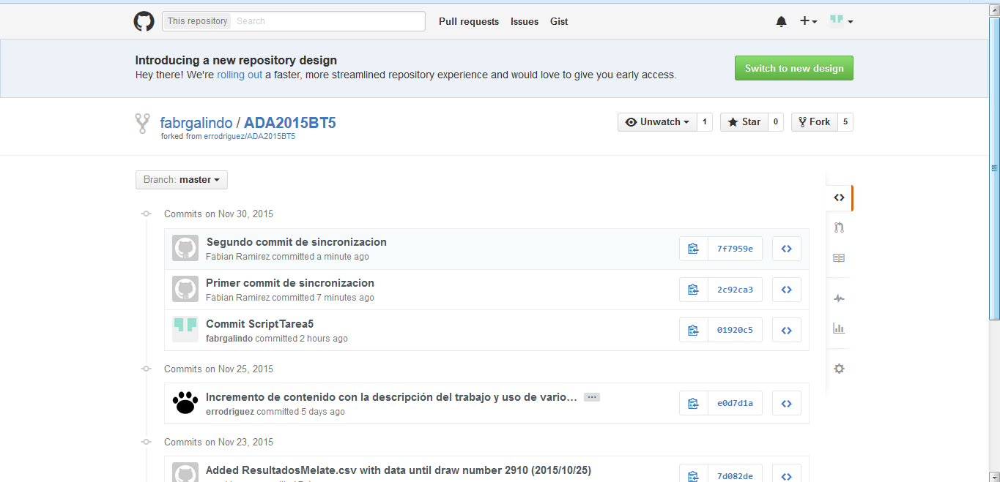 This repository Search Pull requests Issues Gist
Introducing a new repository design
Hey there! We're rolling out a faster, more streamlined repository experience and would love to give you early access.
Switch to new design
fabrgalindo / ADA2015BT5
forked from errodriguez/ADA2015BT5
Unwatch 1 Star 0 Fork 5
Branch: master
Commits on Nov 30, 2015
Segundo commit de sincronizacion
Fabian Ramirez committed a minute ago
7f7959e
Primer commit de sincronizacion
Fabian Ramirez committed 7 minutes ago
2c92ca3
Commit ScriptTarea5
fabrgalindo committed 2 hours ago
01920c5
Commits on Nov 25, 2015
Incremento de contenido con la descripción del trabajo y uso de vario… …
errodriguez committed 5 days ago
e0d7d1a
Commits on Nov 23, 2015
Added ResultadosMelate.csv with data until draw number 2910 (2015/10/25)
7d082de